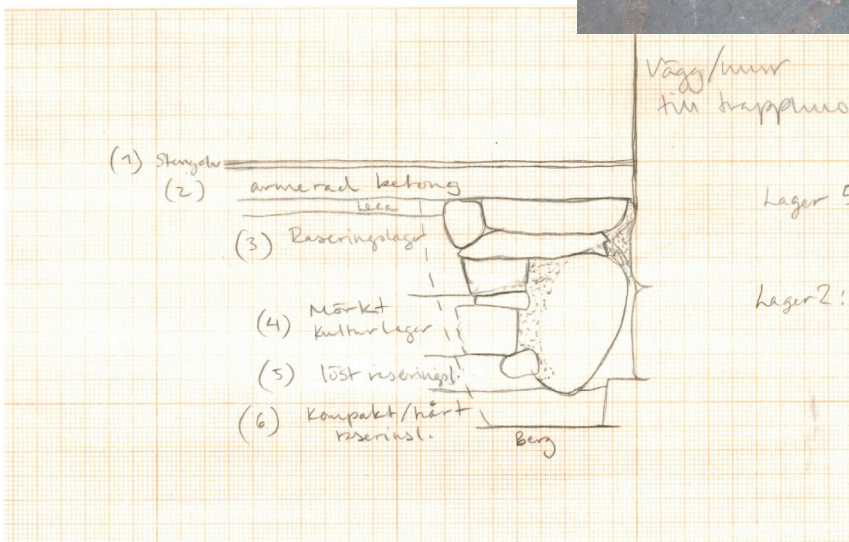 Vägg/mur
till trapphus
(1) Stengolv
(2) armerad betong
Leca
(3) Raseringslager
Lager 5
(4) Mörkt
kulturlager
Lager 2:
(5) löst raseringsl.
(6) Kompakt/hårt
raserinsl.
Berg